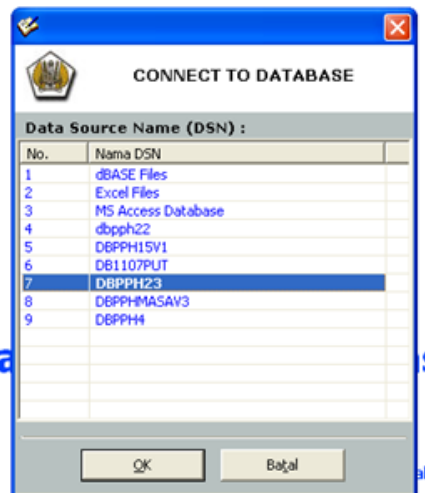 CONNECT TO DATABASE
Data Source Name (DSN) :
No. Nama DSN
1 dBASE Files
2 Excel Files
3 MS Access Database
4 dbpph22
5 DBPPH15V1
6 DB1107PUT
7 DBPPH23
8 DBPPHMASAV3
9 DBPPH4
OK Batal